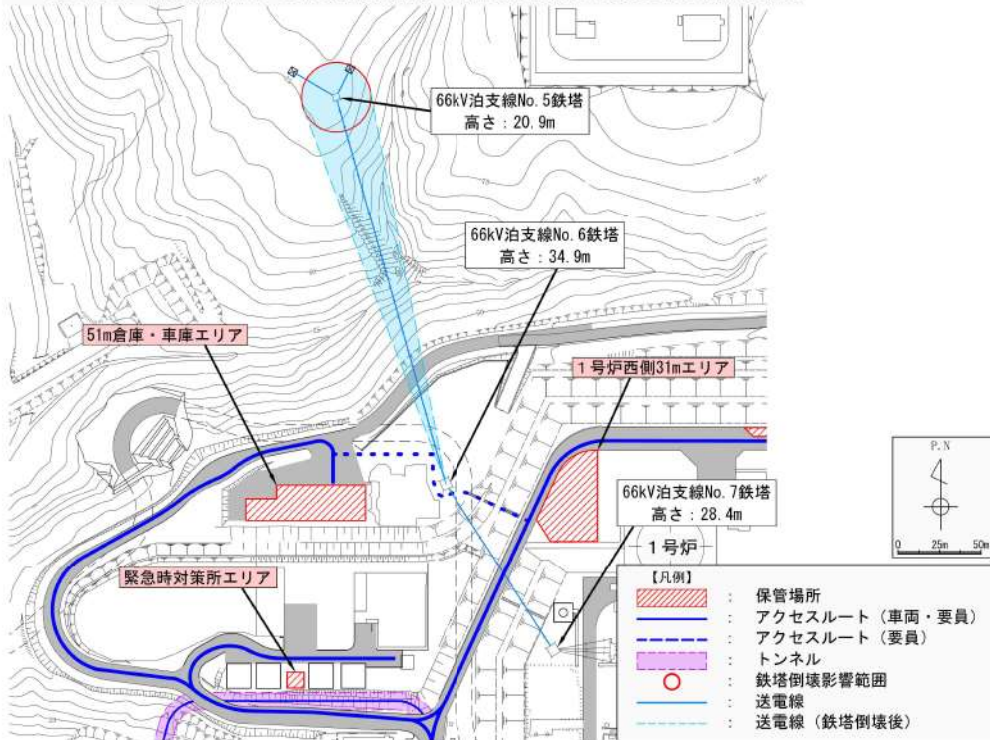 66kV泊支線No.5鉄塔
高さ：20.9m
66kV泊支線No.6鉄塔
高さ：34.9m
51m倉庫・車庫エリア
1号炉西側31mエリア
66kV泊支線No.7鉄塔
高さ：28.4m
1号炉
緊急時対策所エリア
P.N
0 25m 50m
【凡例】
： 保管場所
： アクセスルート（車両・要員）
： アクセスルート（要員）
： トンネル
： 鉄塔倒壊影響範囲
： 送電線
： 送電線（鉄塔倒壊後）